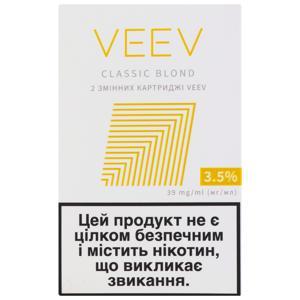 VEEV
CLASSIC BLOND
2 ЗМІННИХ КАРТРИДЖІ VEEV
3.5%
39 mg/ml (мг/мл)
Цей продукт не є
цілком безпечним
і містить нікотин,
що викликає
звикання.